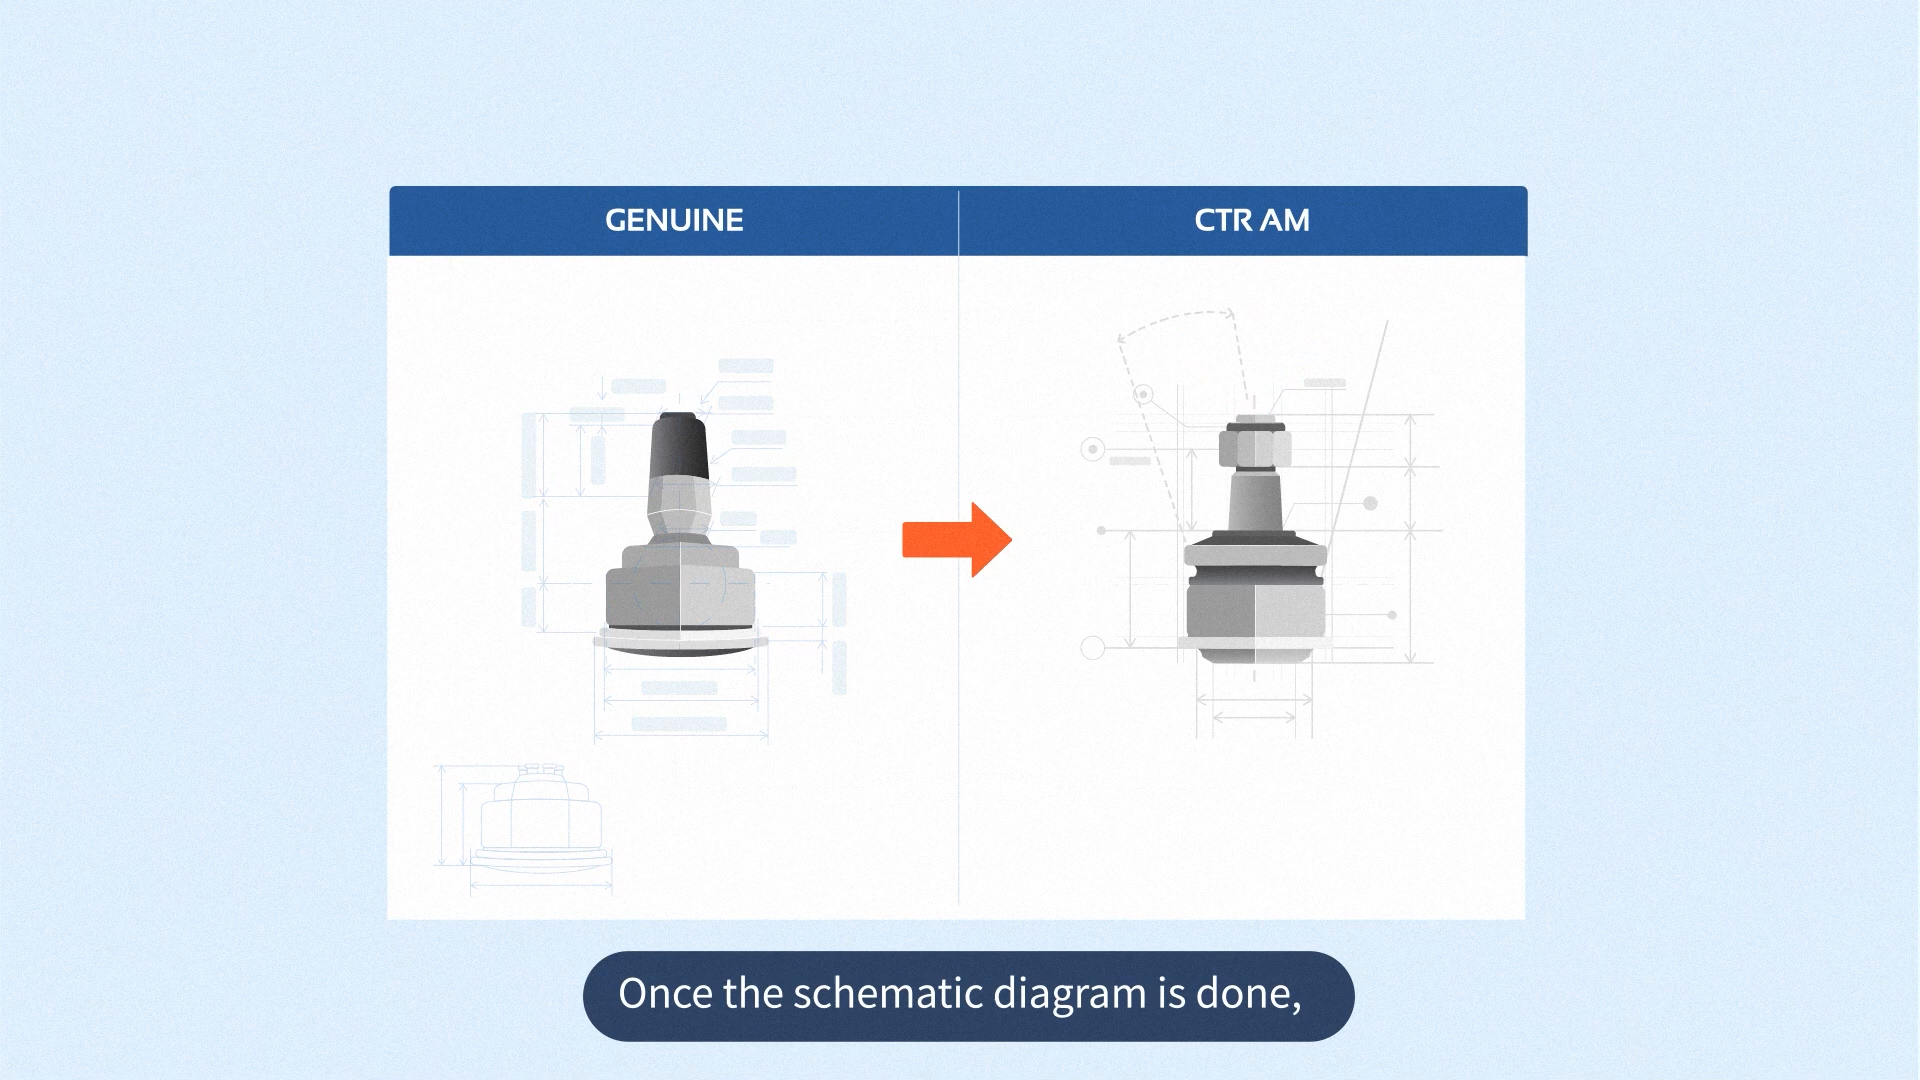 GENUINE
CTR AM
Once the schematic diagram is done,